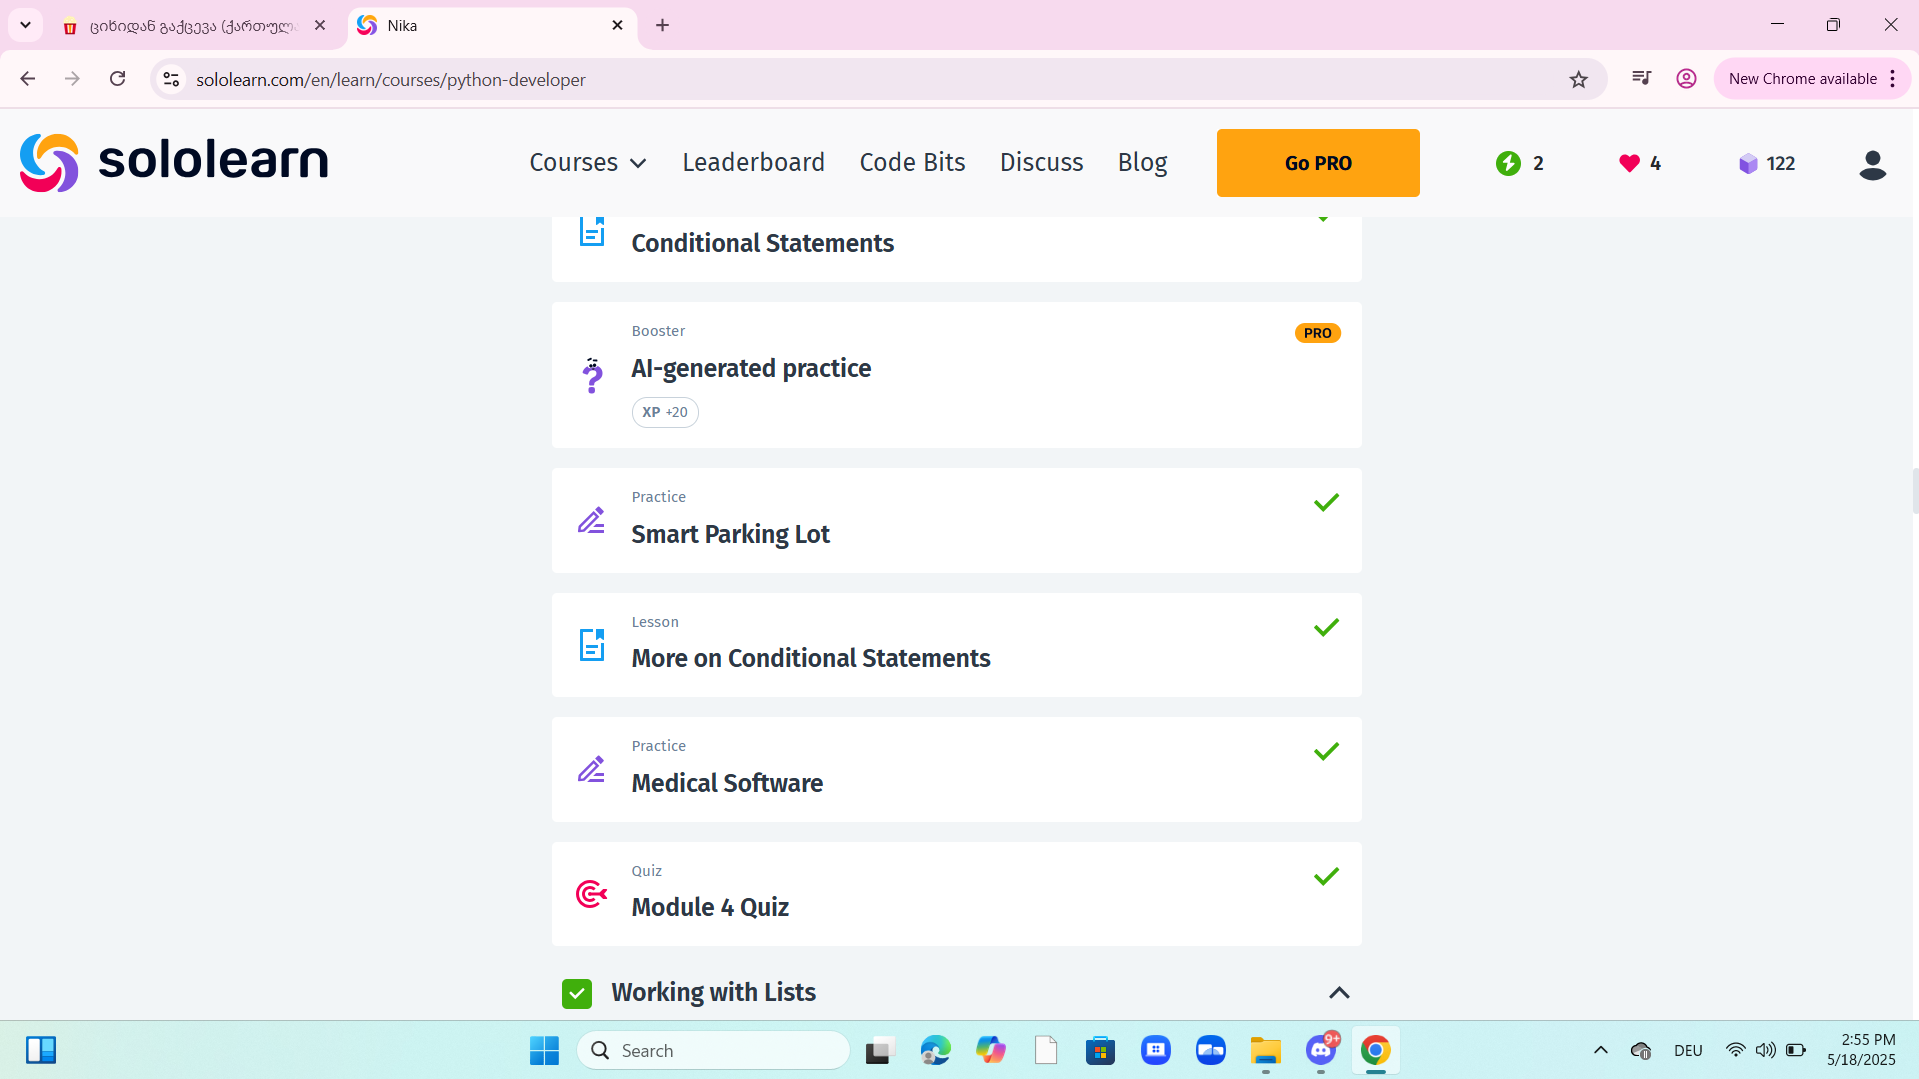 ციხიდან გაქცევა (ქართულა
Nika
sololearn.com/en/learn/courses/python-developer
New Chrome available
sololearn
Courses
Leaderboard
Code Bits
Discuss
Blog
Go PRO
2
4
122
Conditional Statements
Booster
PRO
AI-generated practice
XP +20
Practice
Smart Parking Lot
Lesson
More on Conditional Statements
Practice
Medical Software
Quiz
Module 4 Quiz
Working with Lists
Search
9+
DEU
2:55 PM
5/18/2025